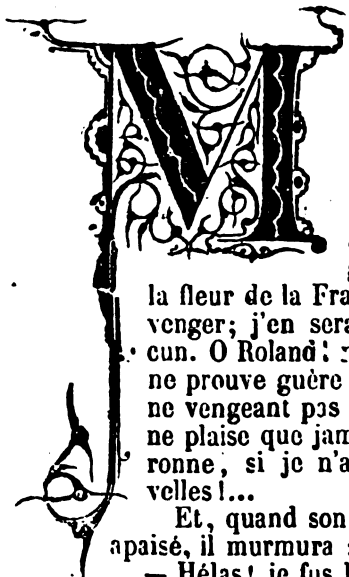 M
la fleur de la Fra
venger; j'en sera
cun. O Roland!
ne prouve guère
ne vengeant pas
ne plaise que jam
ronne, si je n'a
velles!...
Et, quand son
apaisé, il murmura
— Hélas! je fus